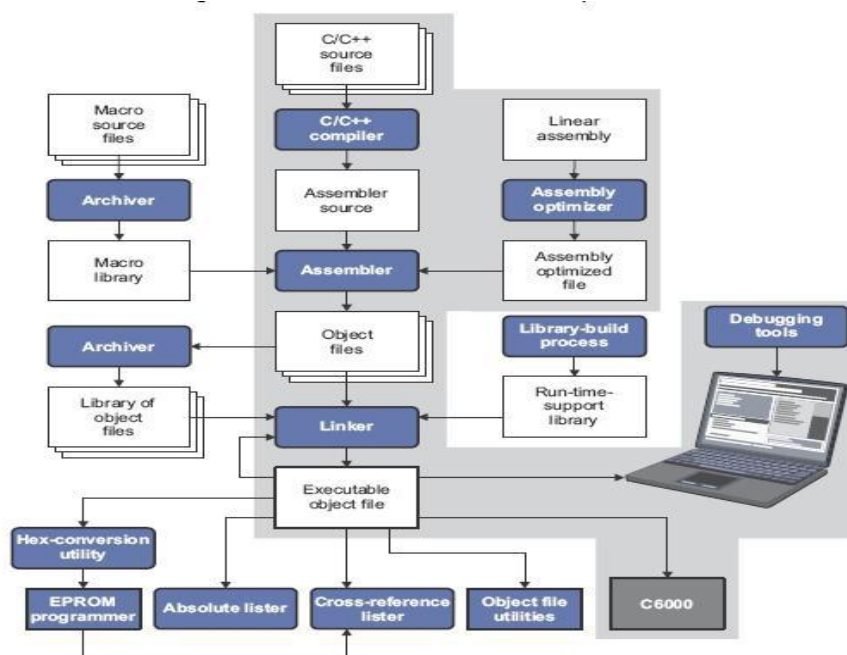 C/C++
source
files
Macro
source
files
C/C++
compiler
Linear
assembly
Archiver
Assembler
source
Assembly
optimizer
Macro
library
Assembler
Assembly
optimized
file
Archiver
Object
files
Library-build
process
Debugging
tools
Library of
object
files
Linker
Run-time-
support
library
Executable
object file
Hex-conversion
utility
EPROM
programmer
Absolute lister
Cross-reference
lister
Object file
utilities
C6000